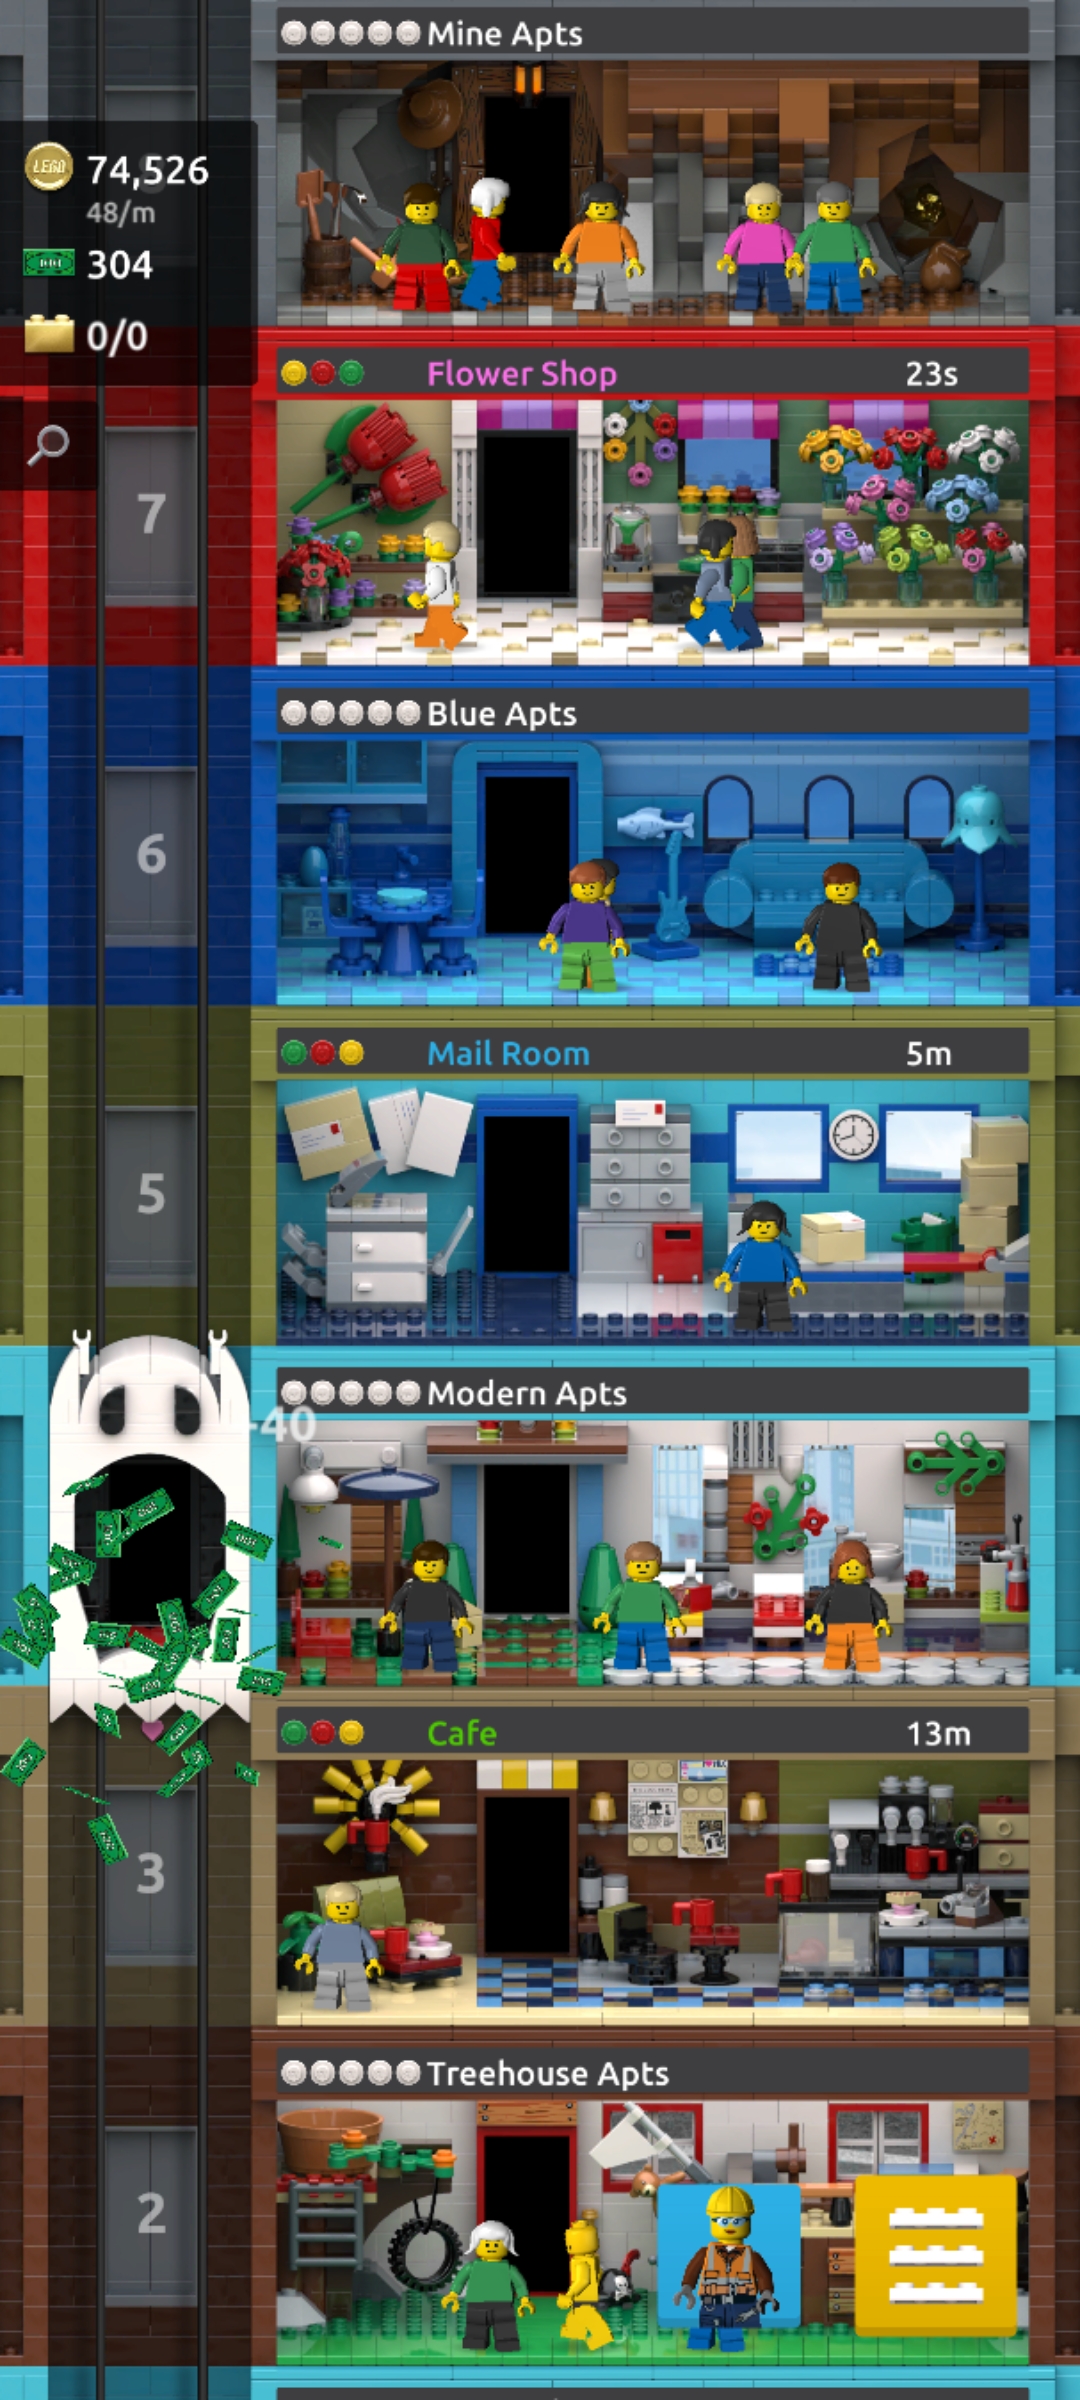 Mine Apts
LEGO
74,526
48/m
304
0/0
Flower Shop 23s
7
Blue Apts
6
Mail Room 5m
5
Modern Apts
-40
Cafe 13m
3
Treehouse Apts
2